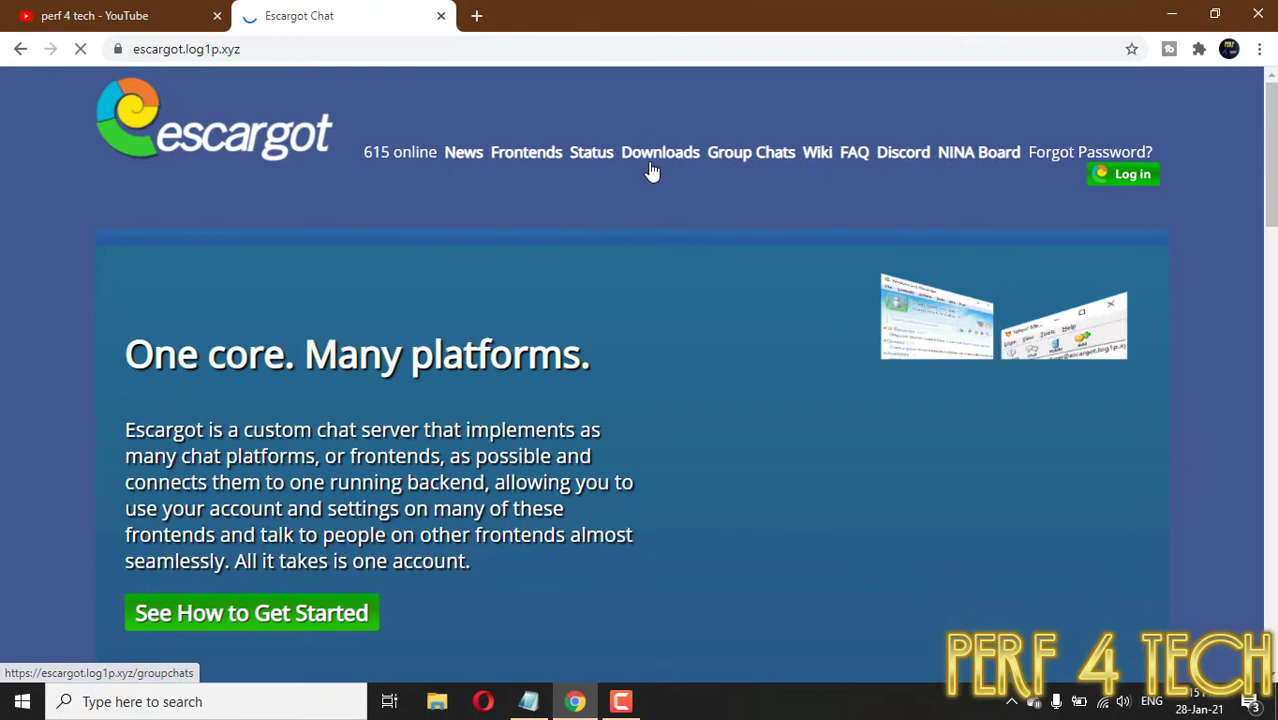 perf 4 tech - YouTube
Escargot Chat
escargot.log1p.xyz
escargot
615 online News Frontends Status Downloads Group Chats Wiki FAQ Discord NINA Board Forgot Password?
Log in
One core. Many platforms.
Escargot is a custom chat server that implements as
many chat platforms, or frontends, as possible and
connects them to one running backend, allowing you to
use your account and settings on many of these
frontends and talk to people on other frontends almost
seamlessly. All it takes is one account.
See How to Get Started
Tools Help
https://escargot.log1p.xyz/groupchats
PERF 4 TECH
Type here to search
ENG
28-Jan-21
3